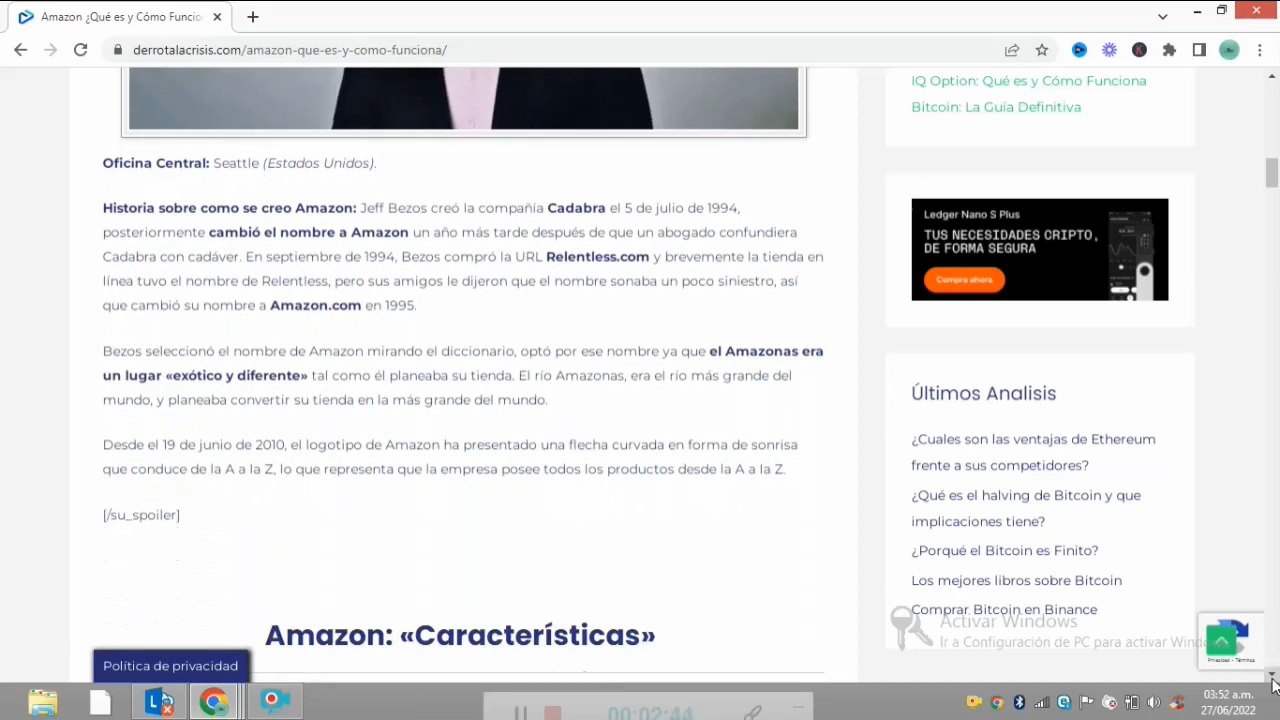 Amazon ¿Qué es y Cómo Funcio
derrotalacrisis.com/amazon-que-es-y-como-funciona/
IQ Option: Qué es y Cómo Funciona
Bitcoin: La Guía Definitiva
Oficina Central: Seattle (Estados Unidos).
Historia sobre como se creo Amazon: Jeff Bezos creó la compañía Cadabra el 5 de julio de 1994,
posteriormente cambió el nombre a Amazon un año más tarde después de que un abogado confundiera
Cadabra con cadáver. En septiembre de 1994, Bezos compró la URL Relentless.com y brevemente la tienda en
línea tuvo el nombre de Relentless, pero sus amigos le dijeron que el nombre sonaba un poco siniestro, así
que cambió su nombre a Amazon.com en 1995.
Bezos seleccionó el nombre de Amazon mirando el diccionario, optó por ese nombre ya que el Amazonas era
un lugar «exótico y diferente» tal como él planeaba su tienda. El río Amazonas, era el río más grande del
mundo, y planeaba convertir su tienda en la más grande del mundo.
Desde el 19 de junio de 2010, el logotipo de Amazon ha presentado una flecha curvada en forma de sonrisa
que conduce de la A a la Z, lo que representa que la empresa posee todos los productos desde la A a la Z.
[/su_spoiler]
Amazon: «Características»
Ledger Nano S Plus
TUS NECESIDADES CRIPTO,
DE FORMA SEGURA
Compra ahora
Últimos Analisis
¿Cuales son las ventajas de Ethereum
frente a sus competidores?
¿Qué es el halving de Bitcoin y que
implicaciones tiene?
¿Porqué el Bitcoin es Finito?
Los mejores libros sobre Bitcoin
Comprar Bitcoin en Binance
Activar Windows
Ir a Configuración de PC para activar Windo
Privacidad - Términos
Política de privacidad
00:02:44
03:52 a.m.
27/06/2022